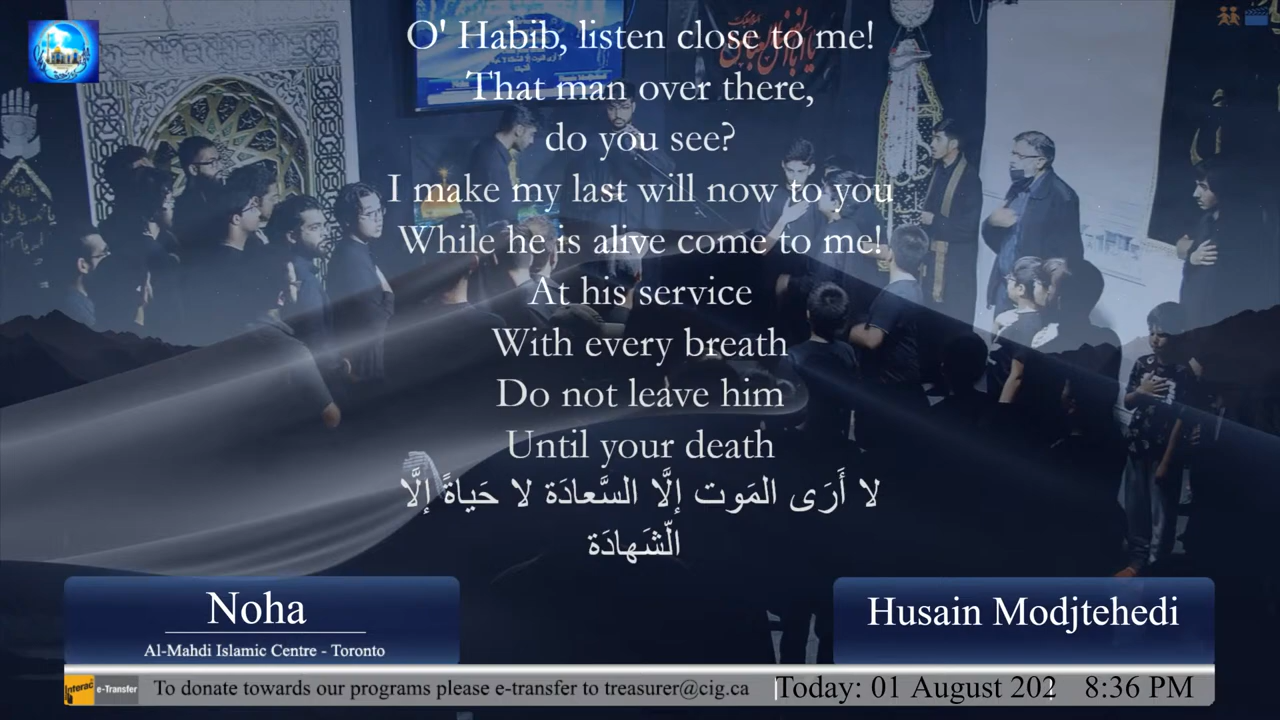 O' Habib, listen close to me!
That man over there,
do you see?
I make my last will now to you
While he is alive come to me!
At his service
With every breath
Do not leave him
Until your death
لا أَرَى المَوت إلَّا السَّعادَة لا حَياةً إلَّا
الّشَهادَة
Noha
Al-Mahdi Islamic Centre - Toronto
Husain Modjtehedi
Interac e-Transfer
To donate towards our programs please e-transfer to treasurer@cig.ca
Today: 01 August 202 8:36 PM